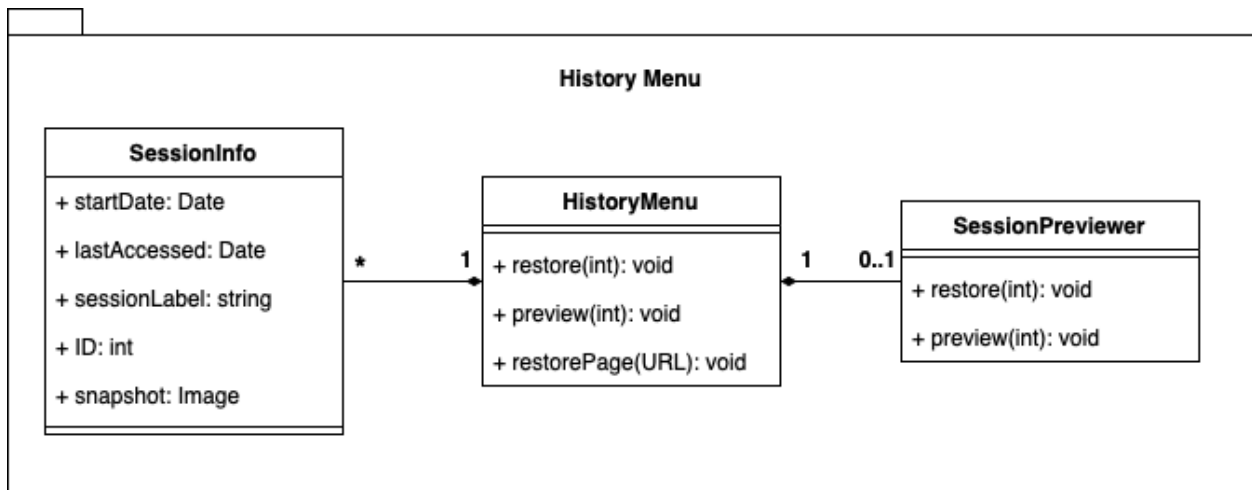 History Menu
SessionInfo
+ startDate: Date
+ lastAccessed: Date
+ sessionLabel: string
+ ID: int
+ snapshot: Image
*
1
HistoryMenu
+ restore(int): void
+ preview(int): void
+ restorePage(URL): void
1
0..1
SessionPreviewer
+ restore(int): void
+ preview(int): void